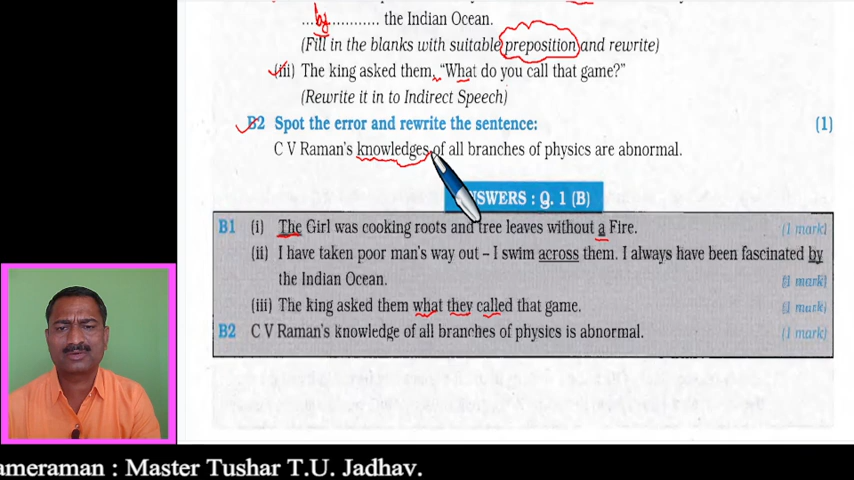 ....by............ the Indian Ocean.
(Fill in the blanks with suitable preposition and rewrite)
(iii) The king asked them, “What do you call that game?”
(Rewrite it in to Indirect Speech)
B2 Spot the error and rewrite the sentence: (1)
C V Raman's knowledges of all branches of physics are abnormal.
ANSWERS : Q. 1 (B)
B1 (i) The Girl was cooking roots and tree leaves without a Fire. (1 mark)
(ii) I have taken poor man's way out – I swim across them. I always have been fascinated by
the Indian Ocean. (1 mark)
(iii) The king asked them what they called that game. (1 mark)
B2 C V Raman's knowledge of all branches of physics is abnormal. (1 mark)
ameraman : Master Tushar T.U. Jadhav.